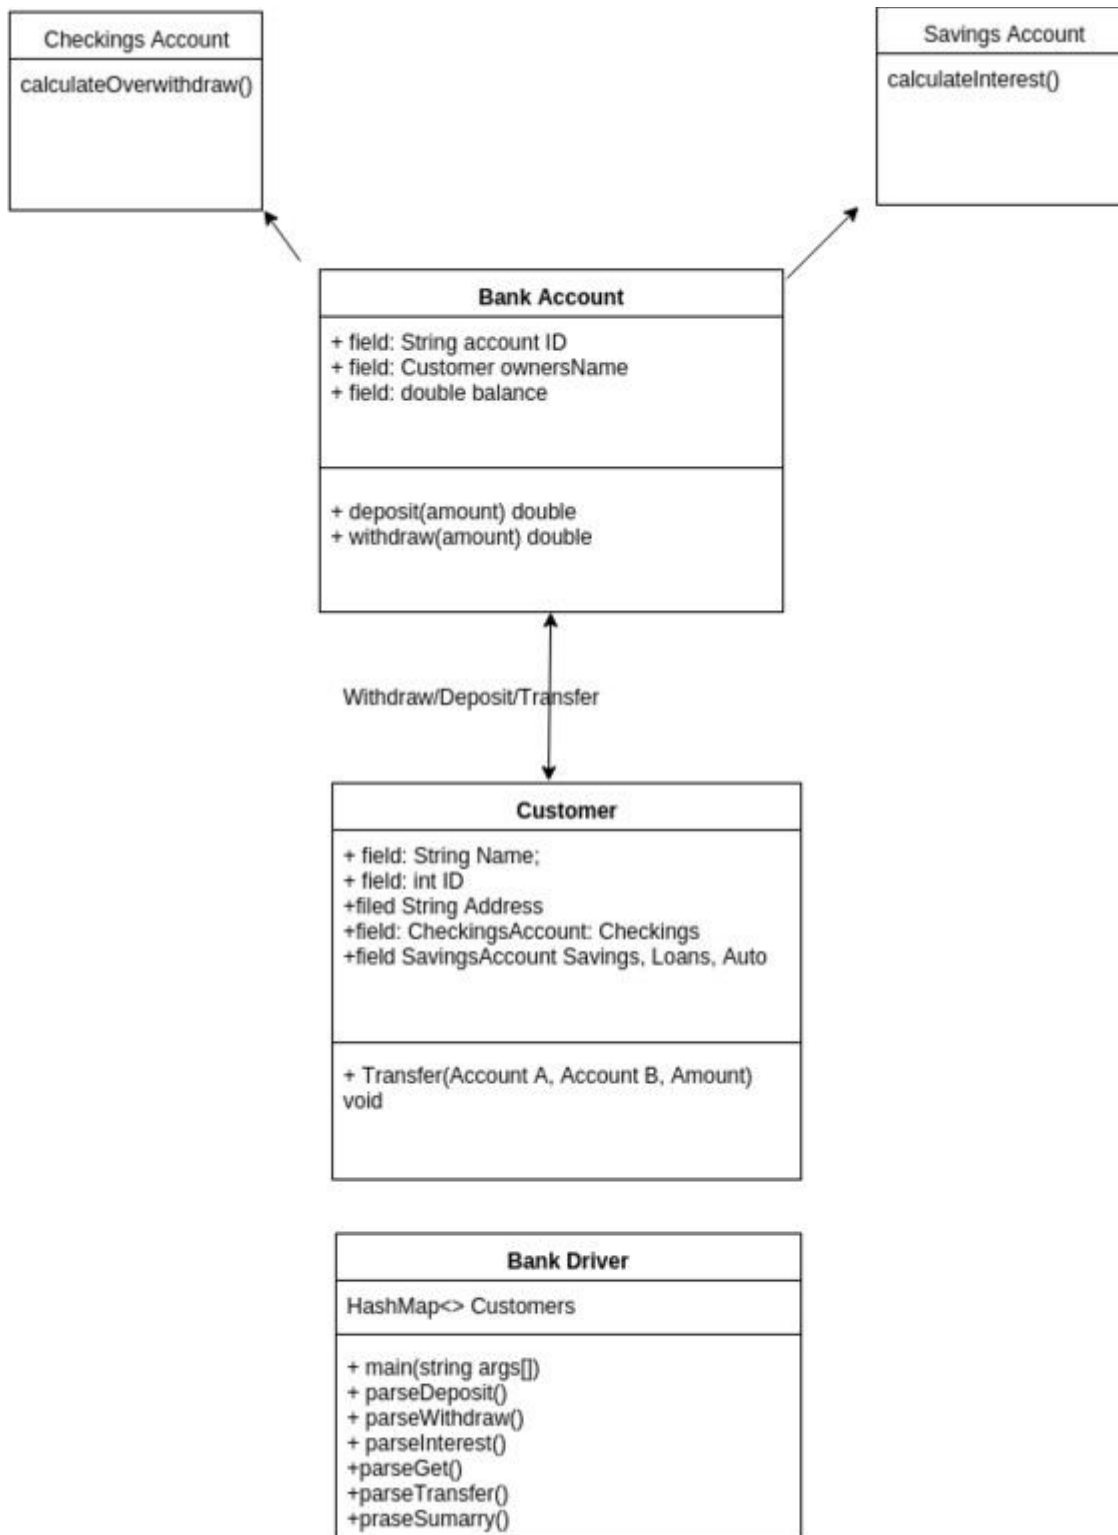 Checkings Account
calculateOverwithdraw()
Savings Account
calculateInterest()
Bank Account
+ field: String account ID
+ field: Customer ownersName
+ field: double balance
+ deposit(amount) double
+ withdraw(amount) double
Withdraw/Deposit/Transfer
Customer
+ field: String Name;
+ field: int ID
+filed String Address
+field: CheckingsAccount: Checkings
+field SavingsAccount Savings, Loans, Auto
+ Transfer(Account A, Account B, Amount)
void
Bank Driver
HashMap<> Customers
+ main(string args[])
+ parseDeposit()
+ parseWithdraw()
+ parseInterest()
+parseGet()
+parseTransfer()
+praseSumarry()